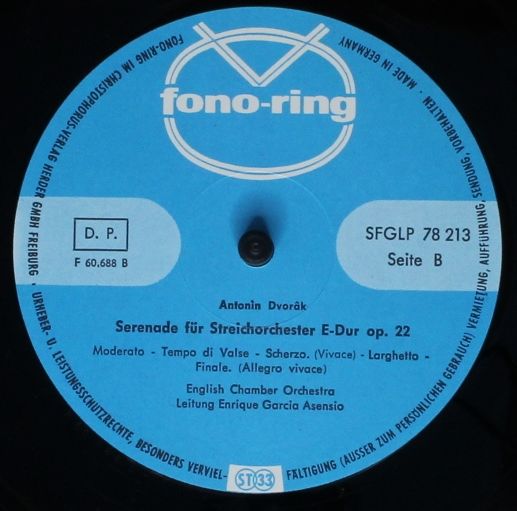 FONO-RING IM CHRISTOPHORUS-VERLAG HERDER GMBH FREIBURG · URHEBER- U. LEISTUNGSSCHUTZRECHTE, BESONDERS VERVIEL-
FÄLTIGUNG (AUSSER ZUM PERSÖNLICHEN GEBRAUCH) VERMIETUNG, AUFFÜHRUNG, SENDUNG, VORBEHALTEN · MADE IN GERMANY
fono-ring
D. P.
F 60,688 B
SFGLP 78 213
Seite B
Antonin Dvorâk
Serenade für Streichorchester E-Dur op. 22
Moderato - Tempo di Valse - Scherzo. (Vivace) - Larghetto -
Finale. (Allegro vivace)
English Chamber Orchestra
Leitung Enrique Garcia Asensio
ST 33